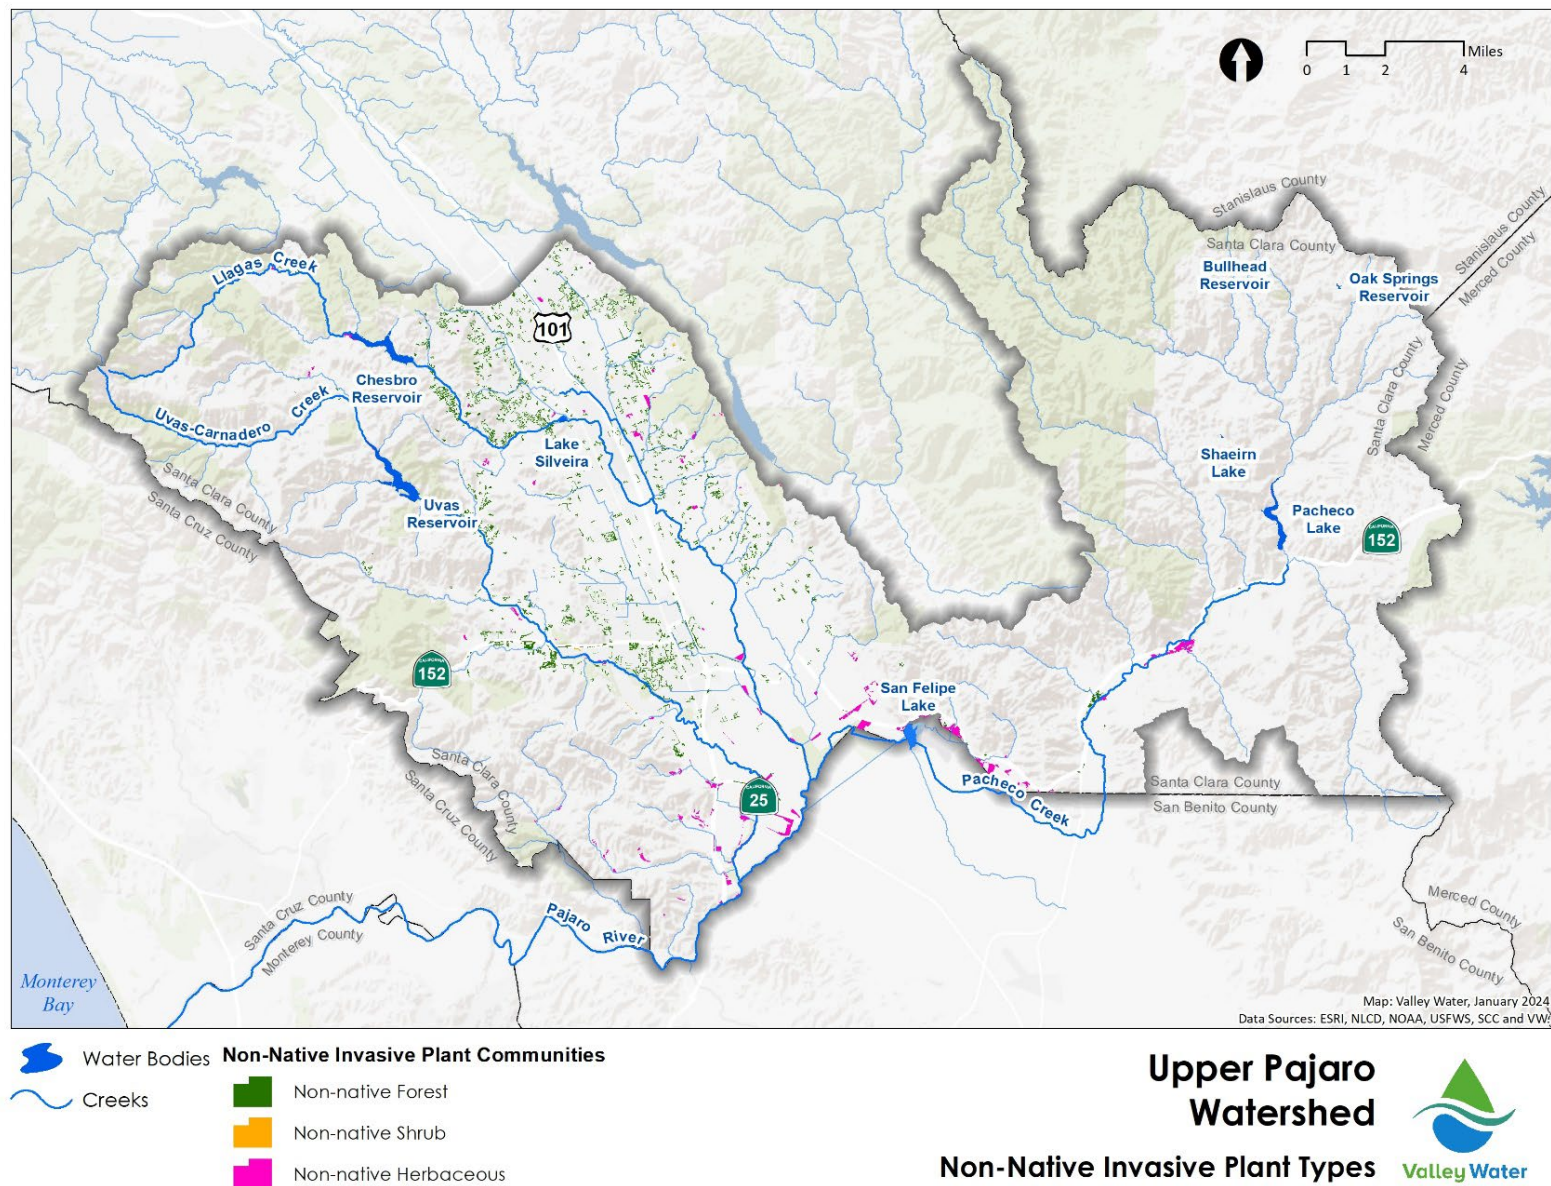 Miles
0 1 2 4
Stanislaus County
Santa Clara County
Stanislaus County
Merced County
Bullhead
Reservoir
Oak Springs
Reservoir
Llagas Creek
101
Chesbro
Reservoir
Uvas-Carnadero Creek
Lake
Silveira
Santa Clara County
Merced County
Shaeirn
Lake
Santa Clara County
Santa Cruz County
Uvas
Reservoir
Pacheco
Lake
CALIFORNIA
152
CALIFORNIA
152
San Felipe
Lake
Santa Clara County
Santa Cruz County
CALIFORNIA
25
Pacheco Creek
Santa Clara County
San Benito County
Santa Cruz County
Monterey County
Pajaro River
Merced County
San Benito County
Monterey
Bay
Map: Valley Water, January 2024
Data Sources: ESRI, NLCD, NOAA, USFWS, SCC and VW.
Water Bodies
Creeks
Non-Native Invasive Plant Communities
Non-native Forest
Non-native Shrub
Non-native Herbaceous
Upper Pajaro
Watershed
Non-Native Invasive Plant Types
Valley Water